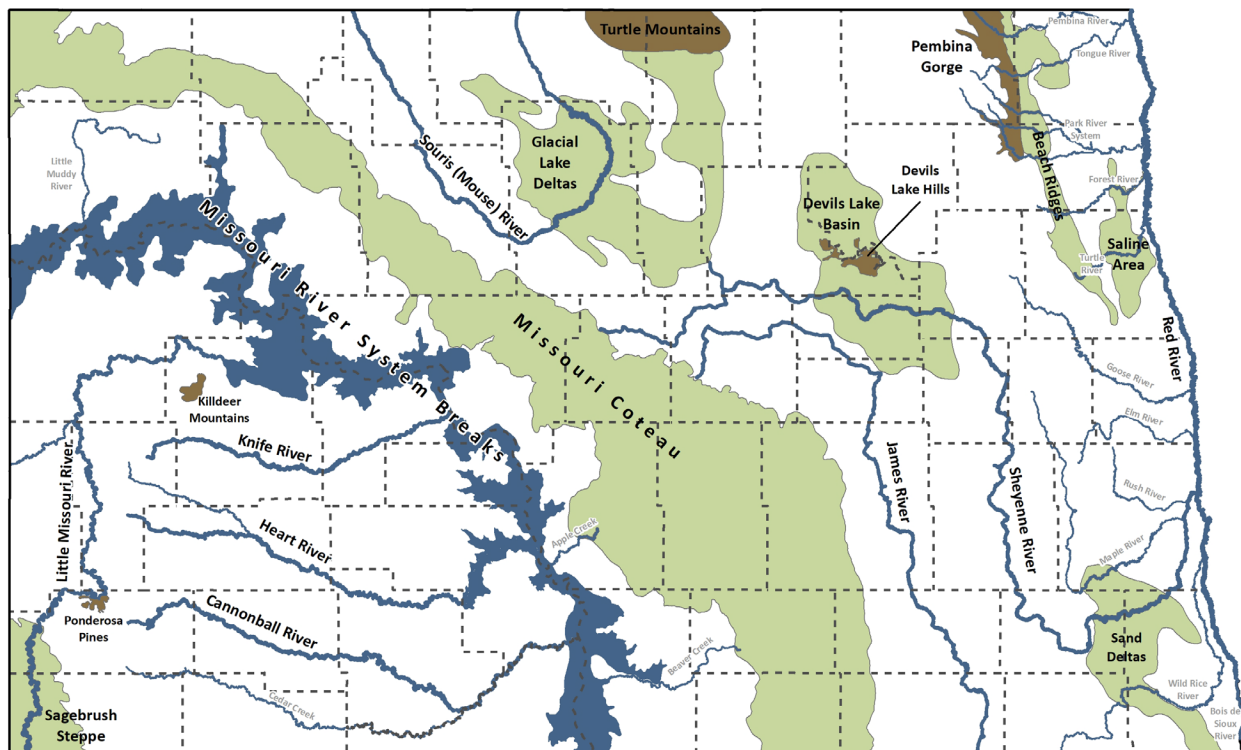 Pembina River
Turtle Mountains
Pembina
Gorge
Tongue River
Park River
System
Souris (Mouse) River
Glacial
Lake
Deltas
Little
Muddy
River
Beach Ridges
Devils
Lake Hills
Forest River
Devils Lake
Basin
Missouri River System Breaks
Saline
Area
Turtle
River
Missouri Coteau
Red River
Goose River
Killdeer
Mountains
Elm River
Knife River
Little Missouri River
James River
Sheyenne River
Rush River
Heart River
Apple Creek
Maple River
Ponderosa
Pines
Cannonball River
Sand
Deltas
Beaver Creek
Wild Rice
River
Cedar Creek
Sagebrush
Steppe
Bois de
Sioux
River